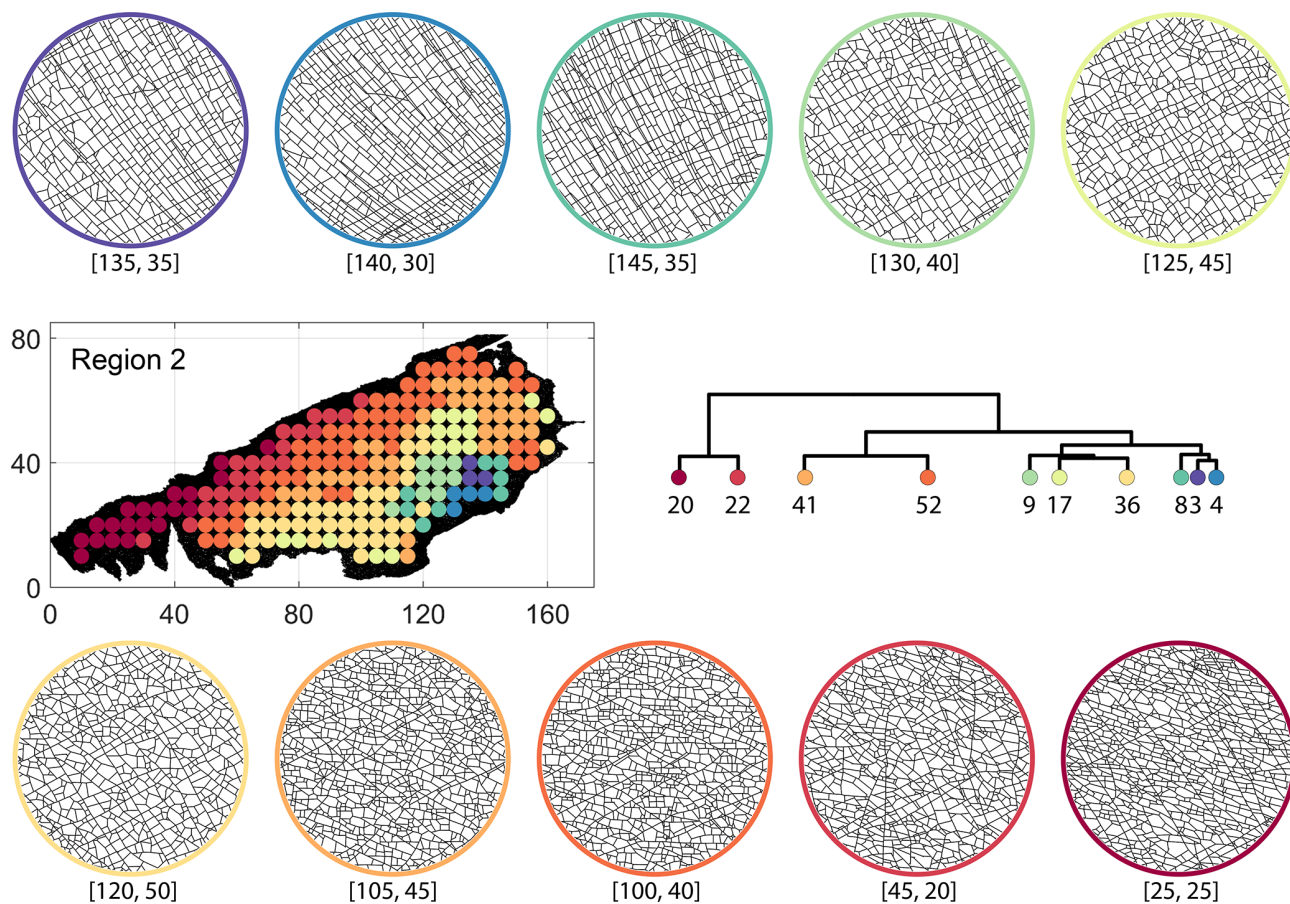 [135, 35] [140, 30] [145, 35] [130, 40] [125, 45]
80
Region 2
40
20 22 41 52 9 17 36 8 3 4
0
0 40 80 120 160
[120, 50] [105, 45] [100, 40] [45, 20] [25, 25]